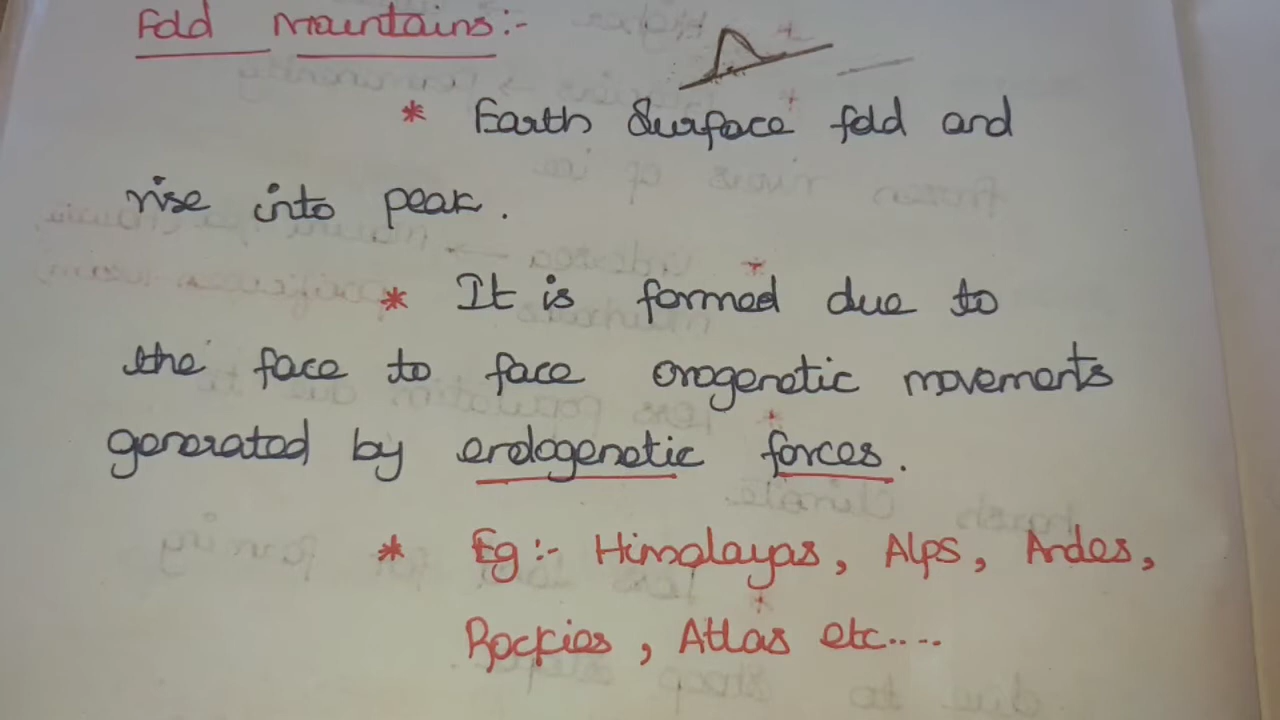 Fold Maintains:-
* Earth Surface fold and
rise into peak.
* It is formed due to
the face to face orogenetic movements
generated by endogenetic forces.
* Eg:- Himalayas, Alps, Andes,
Rockies, Atlas etc....